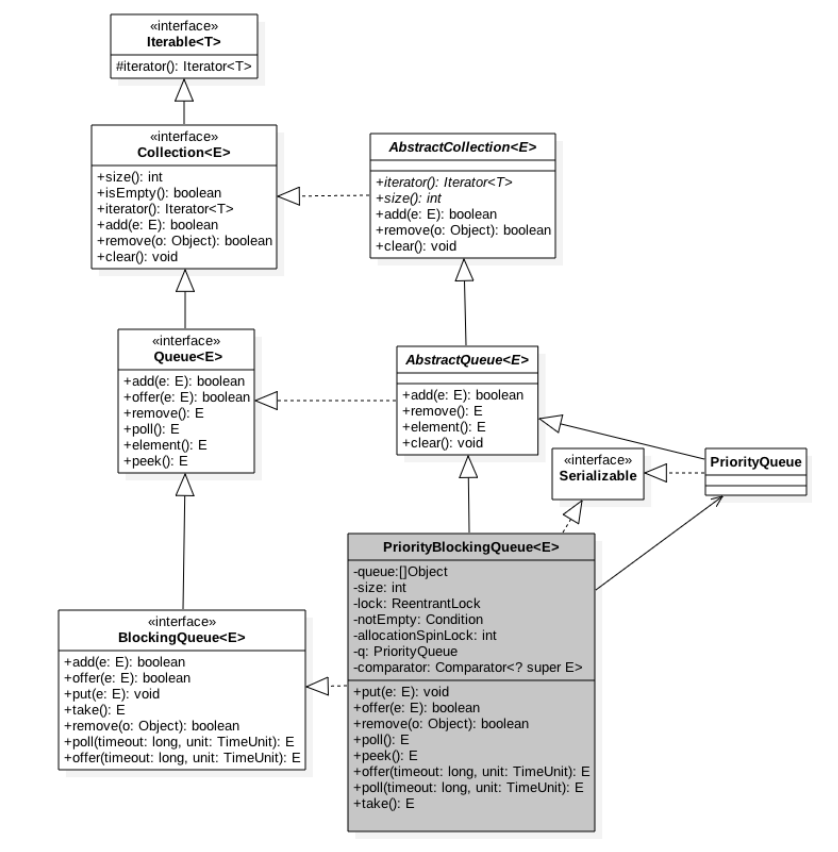 «interface»
Iterable<T>
#iterator(): Iterator<T>
«interface»
Collection<E>
+size(): int
+isEmpty(): boolean
+iterator(): Iterator<T>
+add(e: E): boolean
+remove(o: Object): boolean
+clear(): void
AbstractCollection<E>
+iterator(): Iterator<T>
+size(): int
+add(e: E): boolean
+remove(o: Object): boolean
+clear(): void
«interface»
Queue<E>
+add(e: E): boolean
+offer(e: E): boolean
+remove(): E
+poll(): E
+element(): E
+peek(): E
AbstractQueue<E>
+add(e: E): boolean
+remove(): E
+element(): E
+clear(): void
«interface»
Serializable
PriorityQueue
PriorityBlockingQueue<E>
-queue:[]Object
-size: int
-lock: ReentrantLock
-notEmpty: Condition
-allocationSpinLock: int
-q: PriorityQueue
-comparator: Comparator<? super E>
+put(e: E): void
+offer(e: E): boolean
+remove(o: Object): boolean
+poll(): E
+peek(): E
+offer(timeout: long, unit: TimeUnit): E
+poll(timeout: long, unit: TimeUnit): E
+take(): E
«interface»
BlockingQueue<E>
+add(e: E): boolean
+offer(e: E): boolean
+put(e: E): void
+take(): E
+remove(o: Object): boolean
+poll(timeout: long, unit: TimeUnit): E
+offer(timeout: long, unit: TimeUnit): E